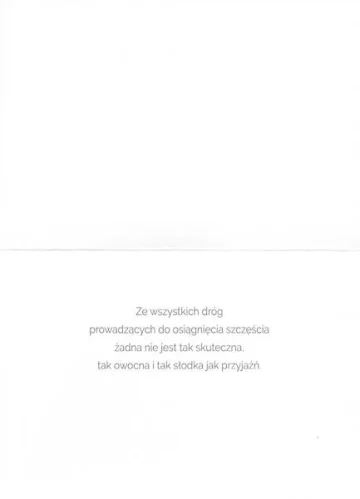 Ze wszystkich dróg
prowadzących do osiągnięcia szczęścia
żadna nie jest tak skuteczna,
tak owocna i tak słodka jak przyjaźń.